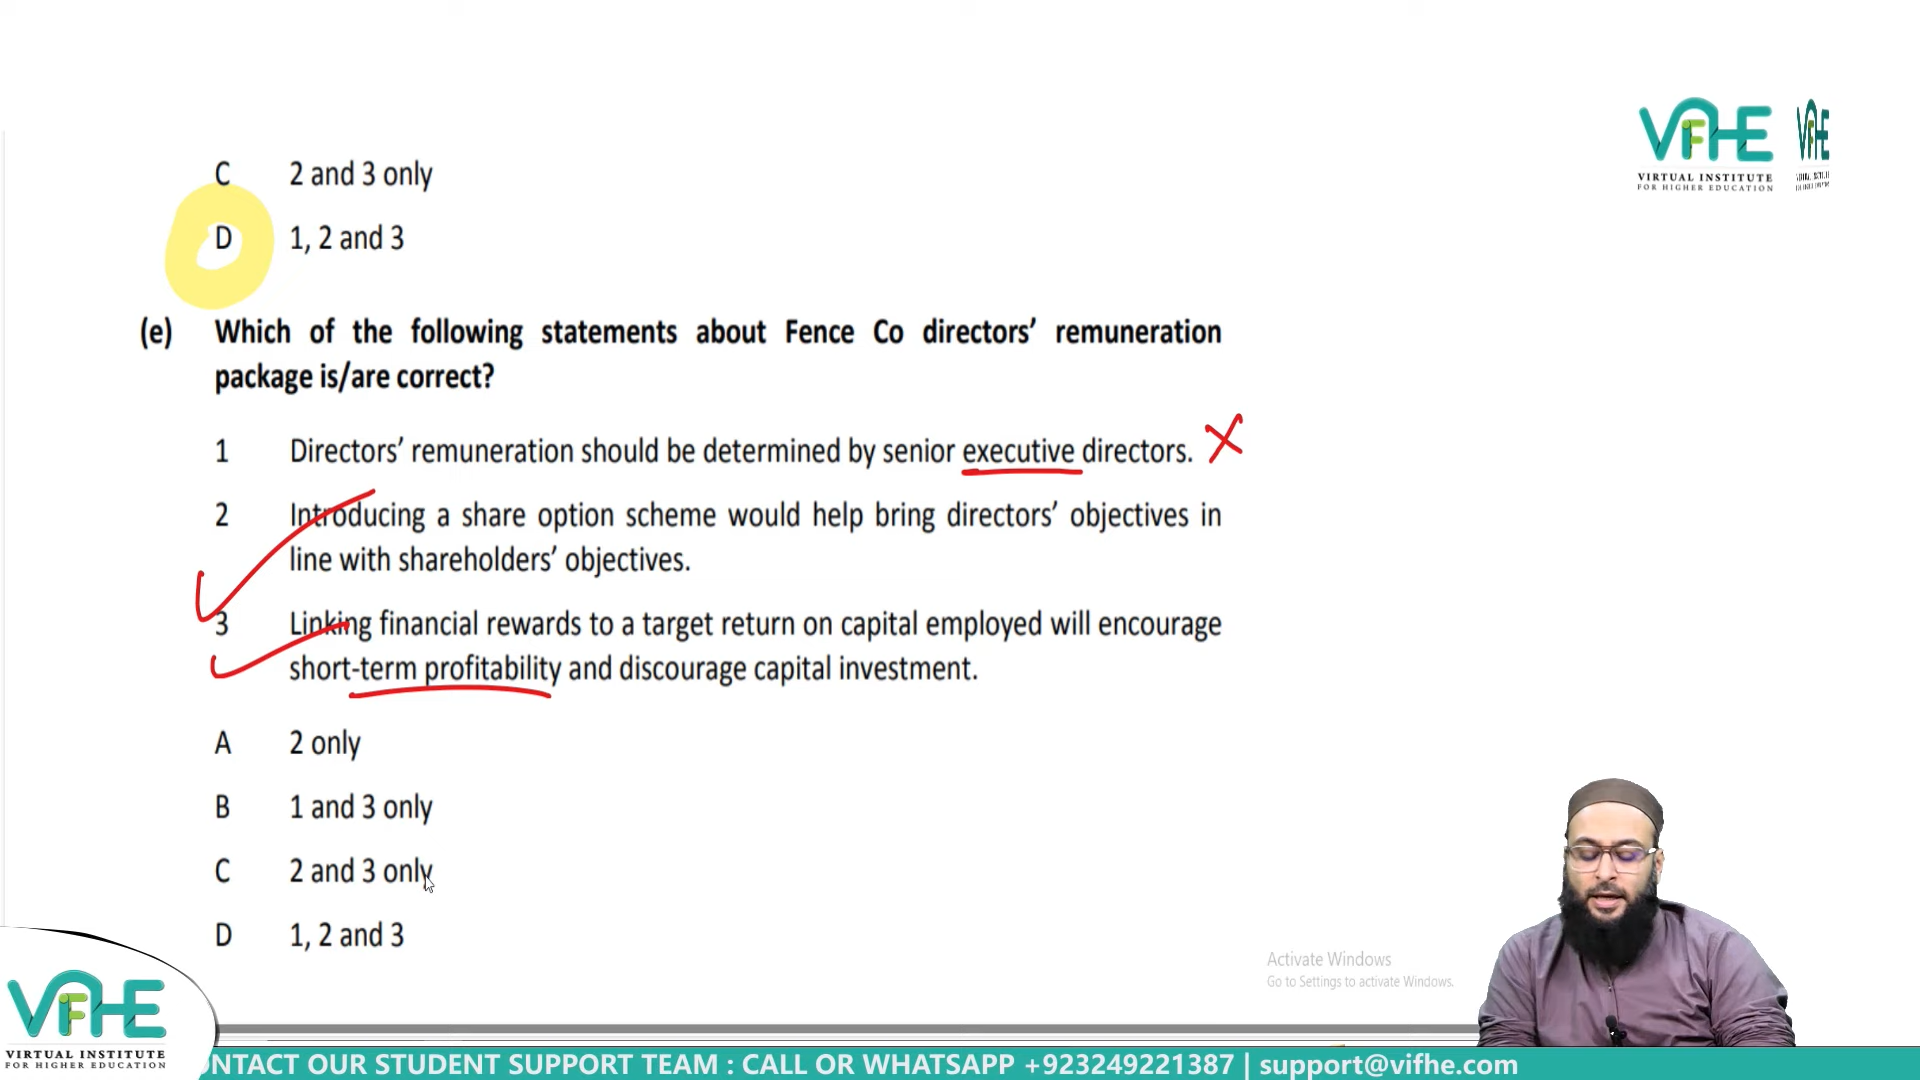 C 2 and 3 only
D 1, 2 and 3
VIFHE
VIRTUAL INSTITUTE
FOR HIGHER EDUCATION
(e) Which of the following statements about Fence Co directors' remuneration
package is/are correct?
1 Directors' remuneration should be determined by senior executive directors.
2 Introducing a share option scheme would help bring directors' objectives in
line with shareholders' objectives.
3 Linking financial rewards to a target return on capital employed will encourage
short-term profitability and discourage capital investment.
A 2 only
B 1 and 3 only
C 2 and 3 only
D 1, 2 and 3
Activate Windows
Go to Settings to activate Windows.
VIFHE
VIRTUAL INSTITUTE
FOR HIGHER EDUCATION
ONTACT OUR STUDENT SUPPORT TEAM : CALL OR WHATSAPP +923249221387 | support@vifhe.com